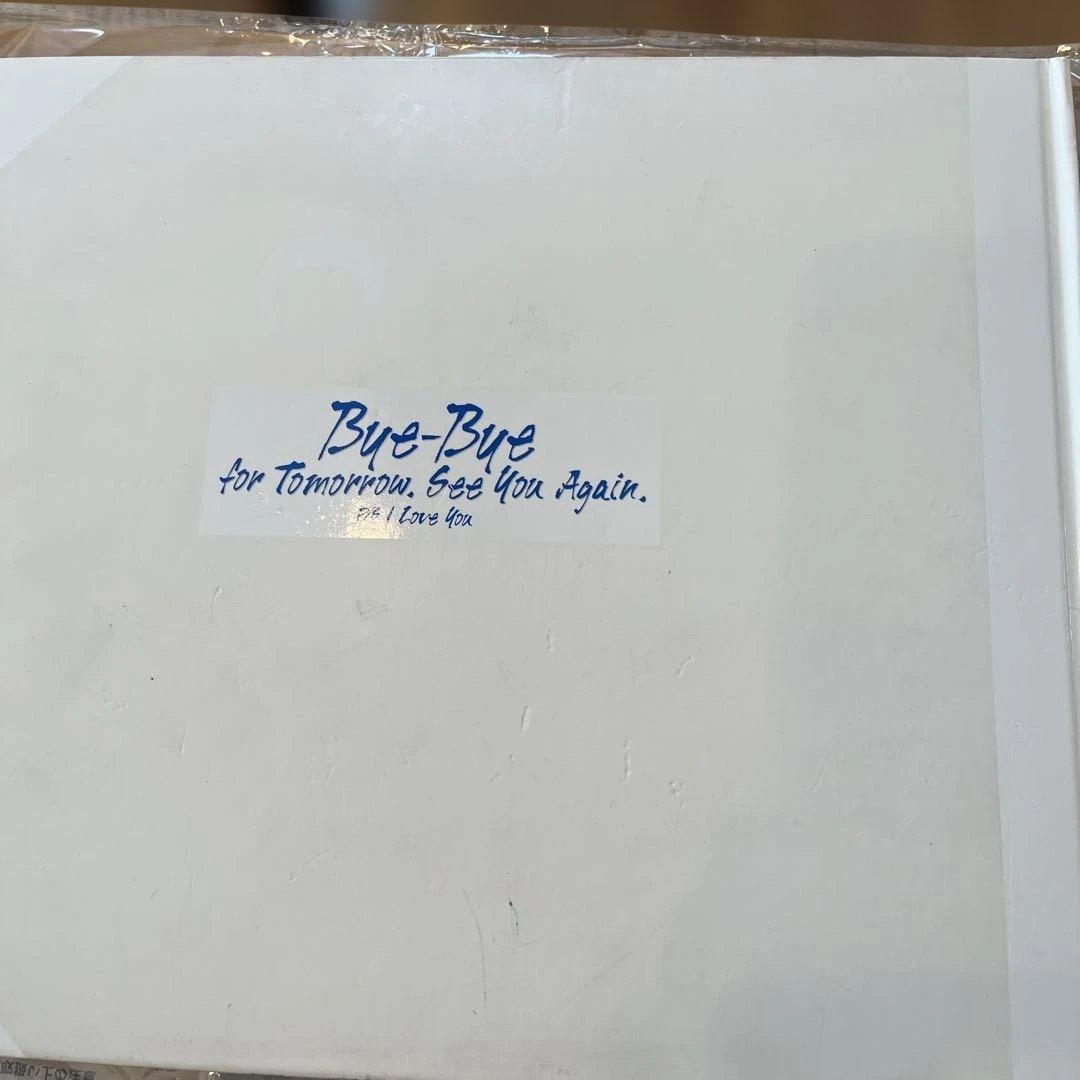 Bye-Bye
for Tomorrow. See You Again.
P/S I Love You